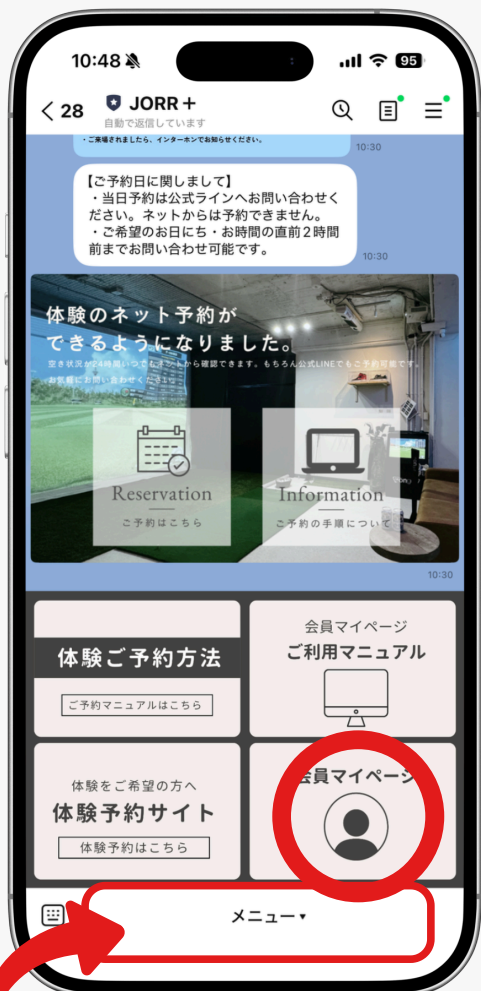 10:48
95
28
JORR+
自動で返信しています
・ご来場されましたら、インターホンでお知らせください。
10:30
【ご予約日に関しまして】
・当日予約は公式ラインへお問い合わせく
ださい。ネットからは予約できません。
・ご希望のお日にち・お時間の直前2時間
前までお問い合わせ可能です。
10:30
体験のネット予約が
できるようになりました。
空き状況が24時間いつでもネットから確認できます。もちろん公式LINEでもご予約可能です。
お気軽にお問い合わせください。
Reservation
ご予約はこちら
Information
ご予約の手順について
10:30
体験ご予約方法
ご予約マニュアルはこちら
会員マイページ
ご利用マニュアル
体験をご希望の方へ
体験予約サイト
体験予約はこちら
会員マイページ
メニュー▾